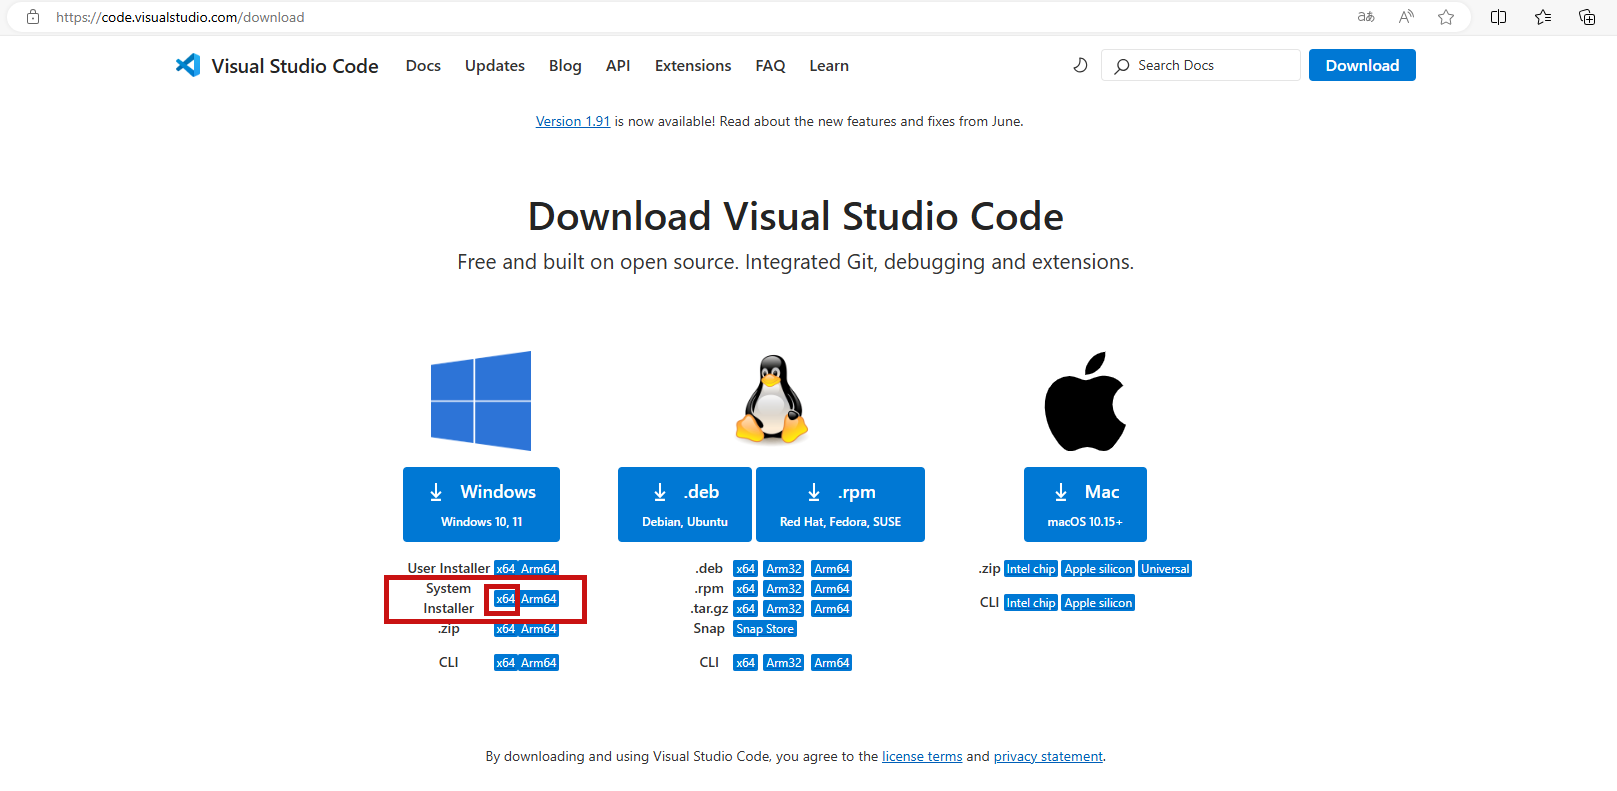 https://code.visualstudio.com/download
Visual Studio Code Docs Updates Blog API Extensions FAQ Learn Search Docs Download
Version 1.91 is now available! Read about the new features and fixes from June.
Download Visual Studio Code
Free and built on open source. Integrated Git, debugging and extensions.
Windows
Windows 10, 11
User Installer x64 Arm64
System
Installer x64 Arm64
.zip x64 Arm64
CLI x64 Arm64
.deb
Debian, Ubuntu
.rpm
Red Hat, Fedora, SUSE
.deb x64 Arm32 Arm64
.rpm x64 Arm32 Arm64
.tar.gz x64 Arm32 Arm64
Snap Snap Store
CLI x64 Arm32 Arm64
Mac
macOS 10.15+
.zip Intel chip Apple silicon Universal
CLI Intel chip Apple silicon
By downloading and using Visual Studio Code, you agree to the license terms and privacy statement.